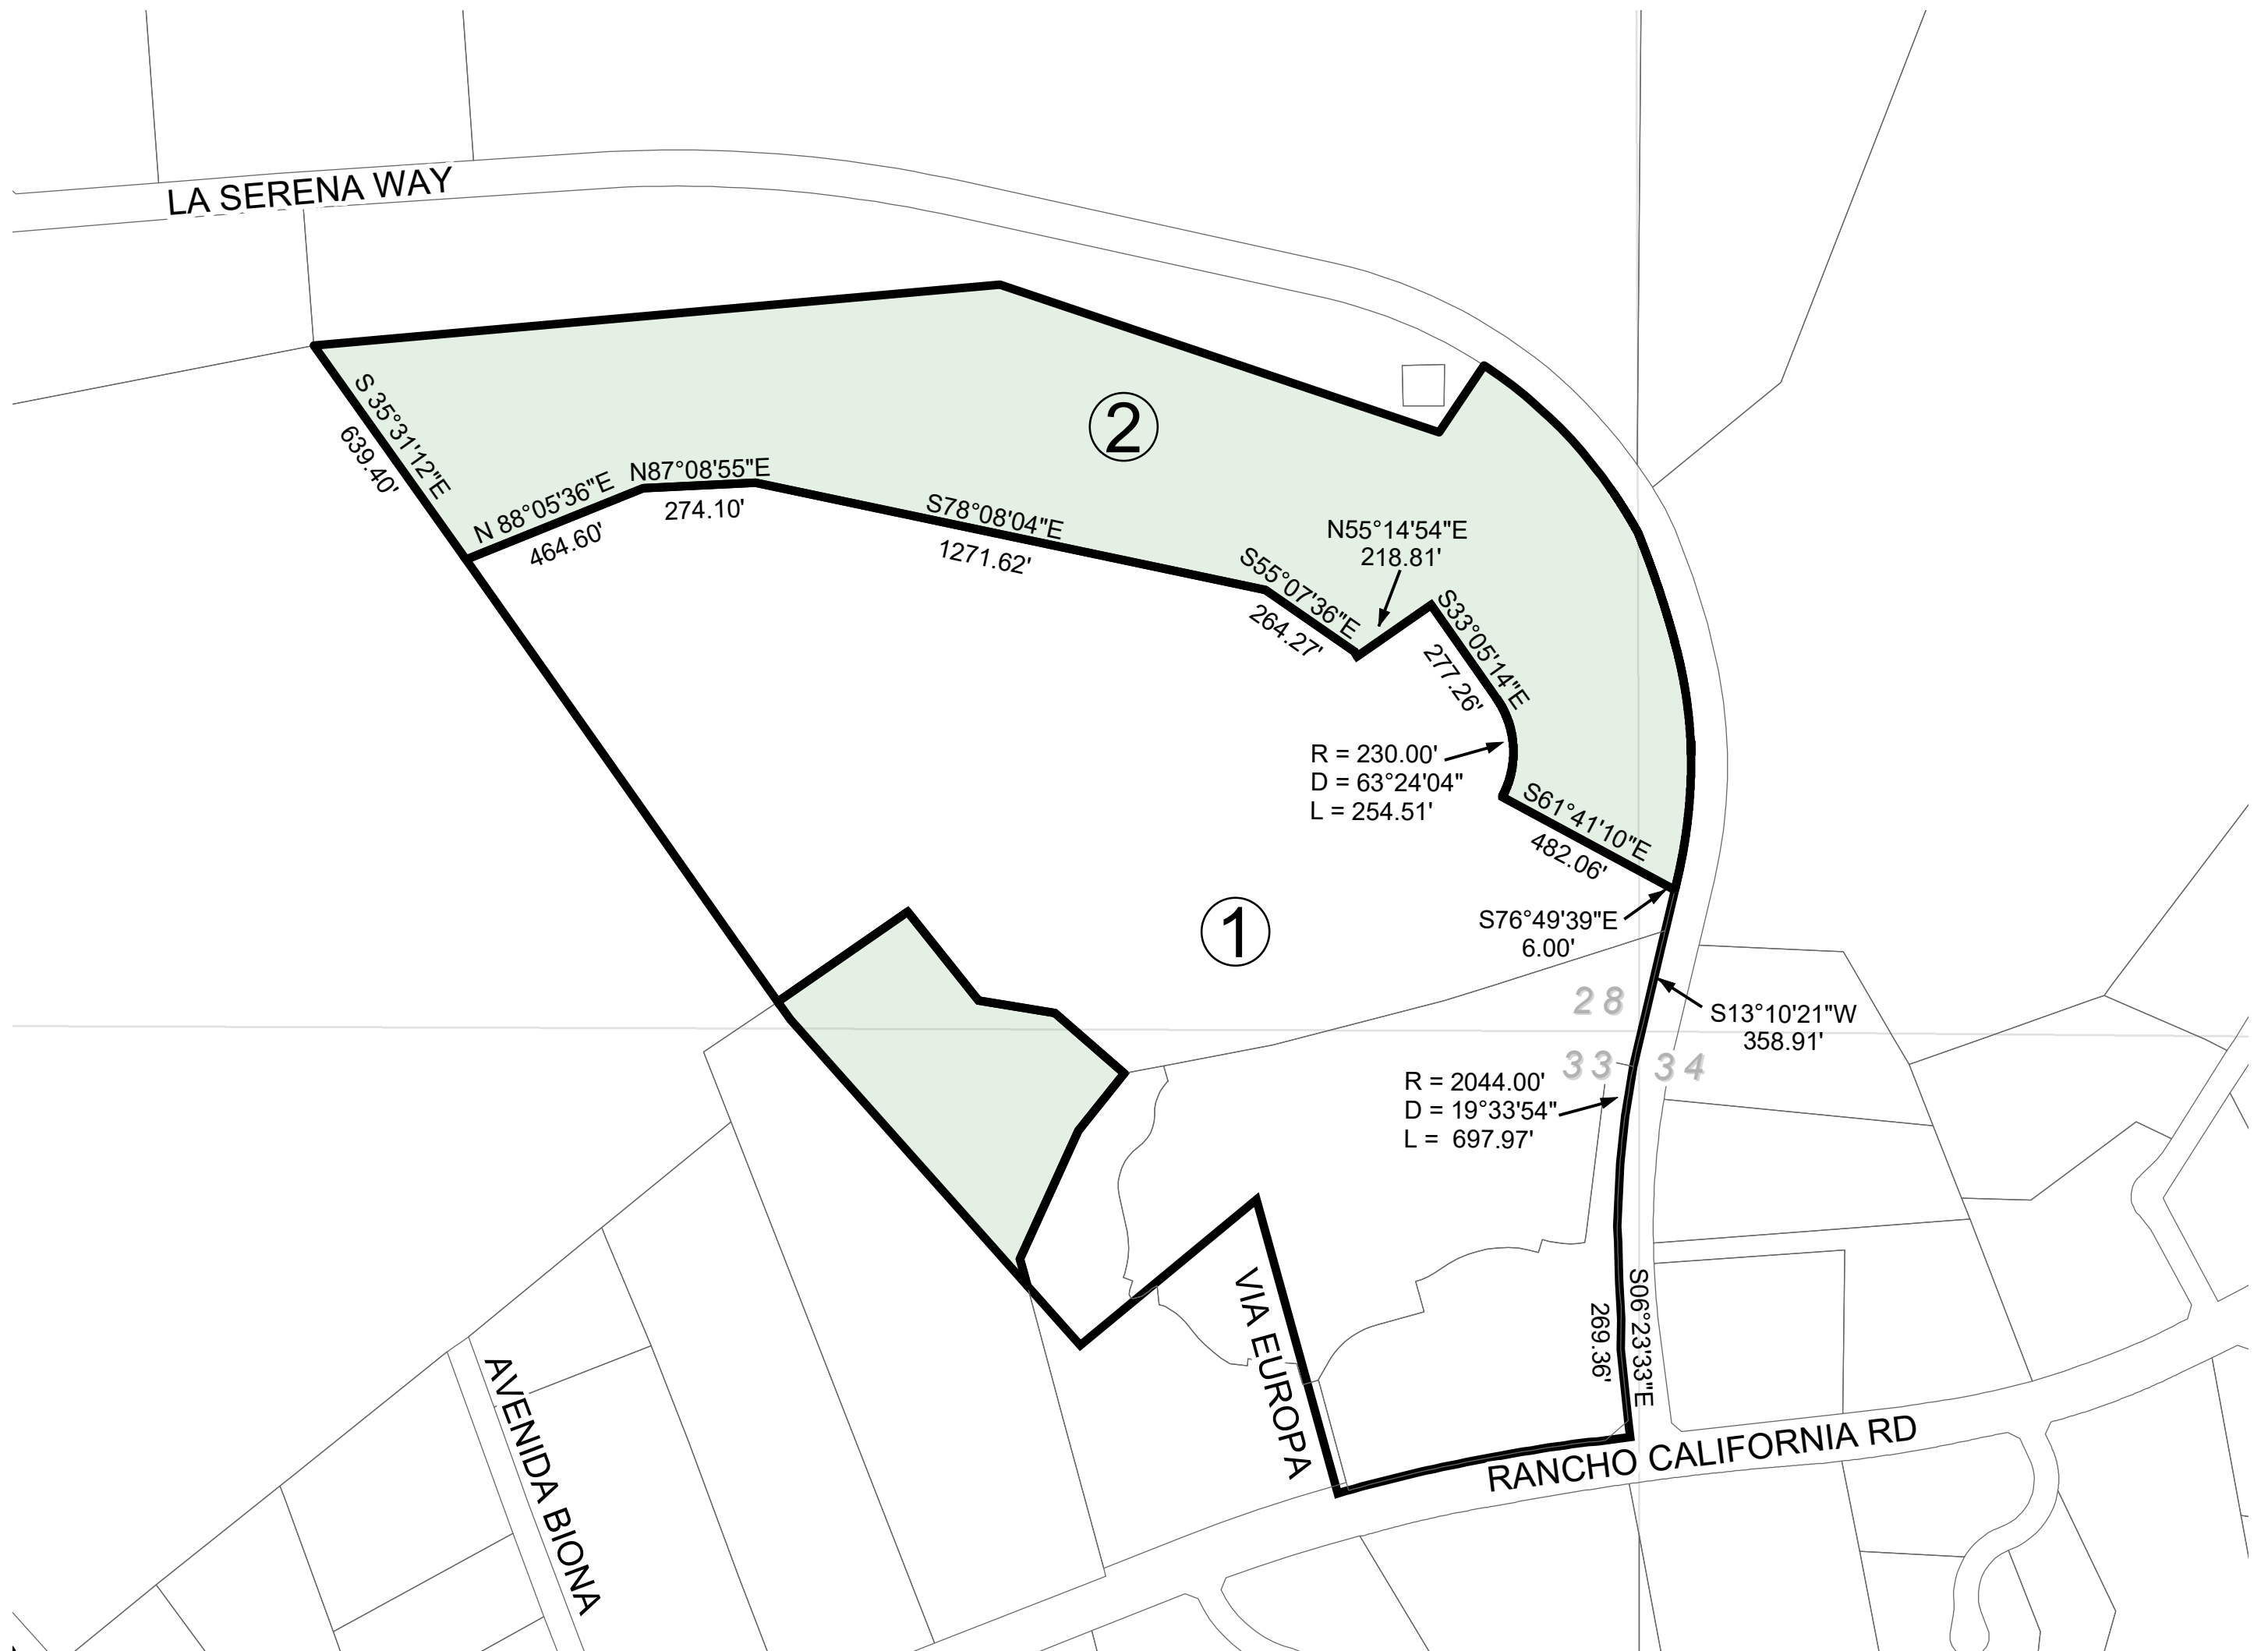 LA SERENA WAY
S 35°31'12"E
639.40'
②
N 88°05'36"E
464.60'
N87°08'55"E
274.10'
S78°08'04"E
1271.62'
S55°07'36"E
264.27'
N55°14'54"E
218.81'
S33°05'14"E
277.26'
R = 230.00'
D = 63°24'04"
L = 254.51'
S61°41'10"E
482.06'
①
S76°49'39"E
6.00'
28
S13°10'21"W
358.91'
33
34
R = 2044.00'
D = 19°33'54"
L = 697.97'
S06°23'33"E
269.36'
VIA EUROPA
AVENIDA BIONA
RANCHO CALIFORNIA RD